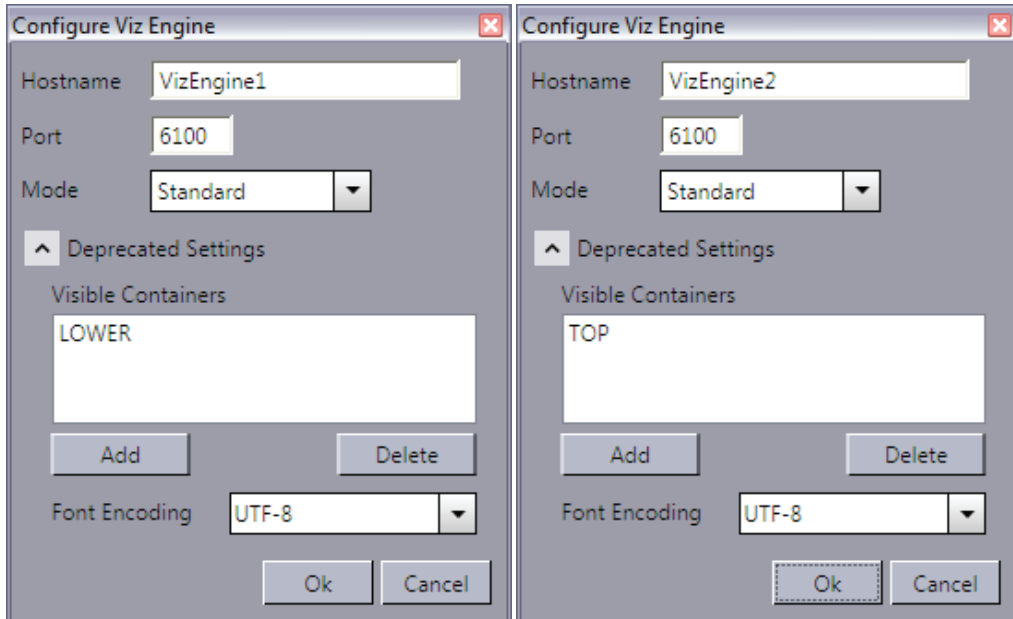 Configure Viz Engine
Hostname VizEngine1
Port 6100
Mode Standard
Deprecated Settings
Visible Containers
LOWER
Add Delete
Font Encoding UTF-8
Ok Cancel
Configure Viz Engine
Hostname VizEngine2
Port 6100
Mode Standard
Deprecated Settings
Visible Containers
TOP
Add Delete
Font Encoding UTF-8
Ok Cancel